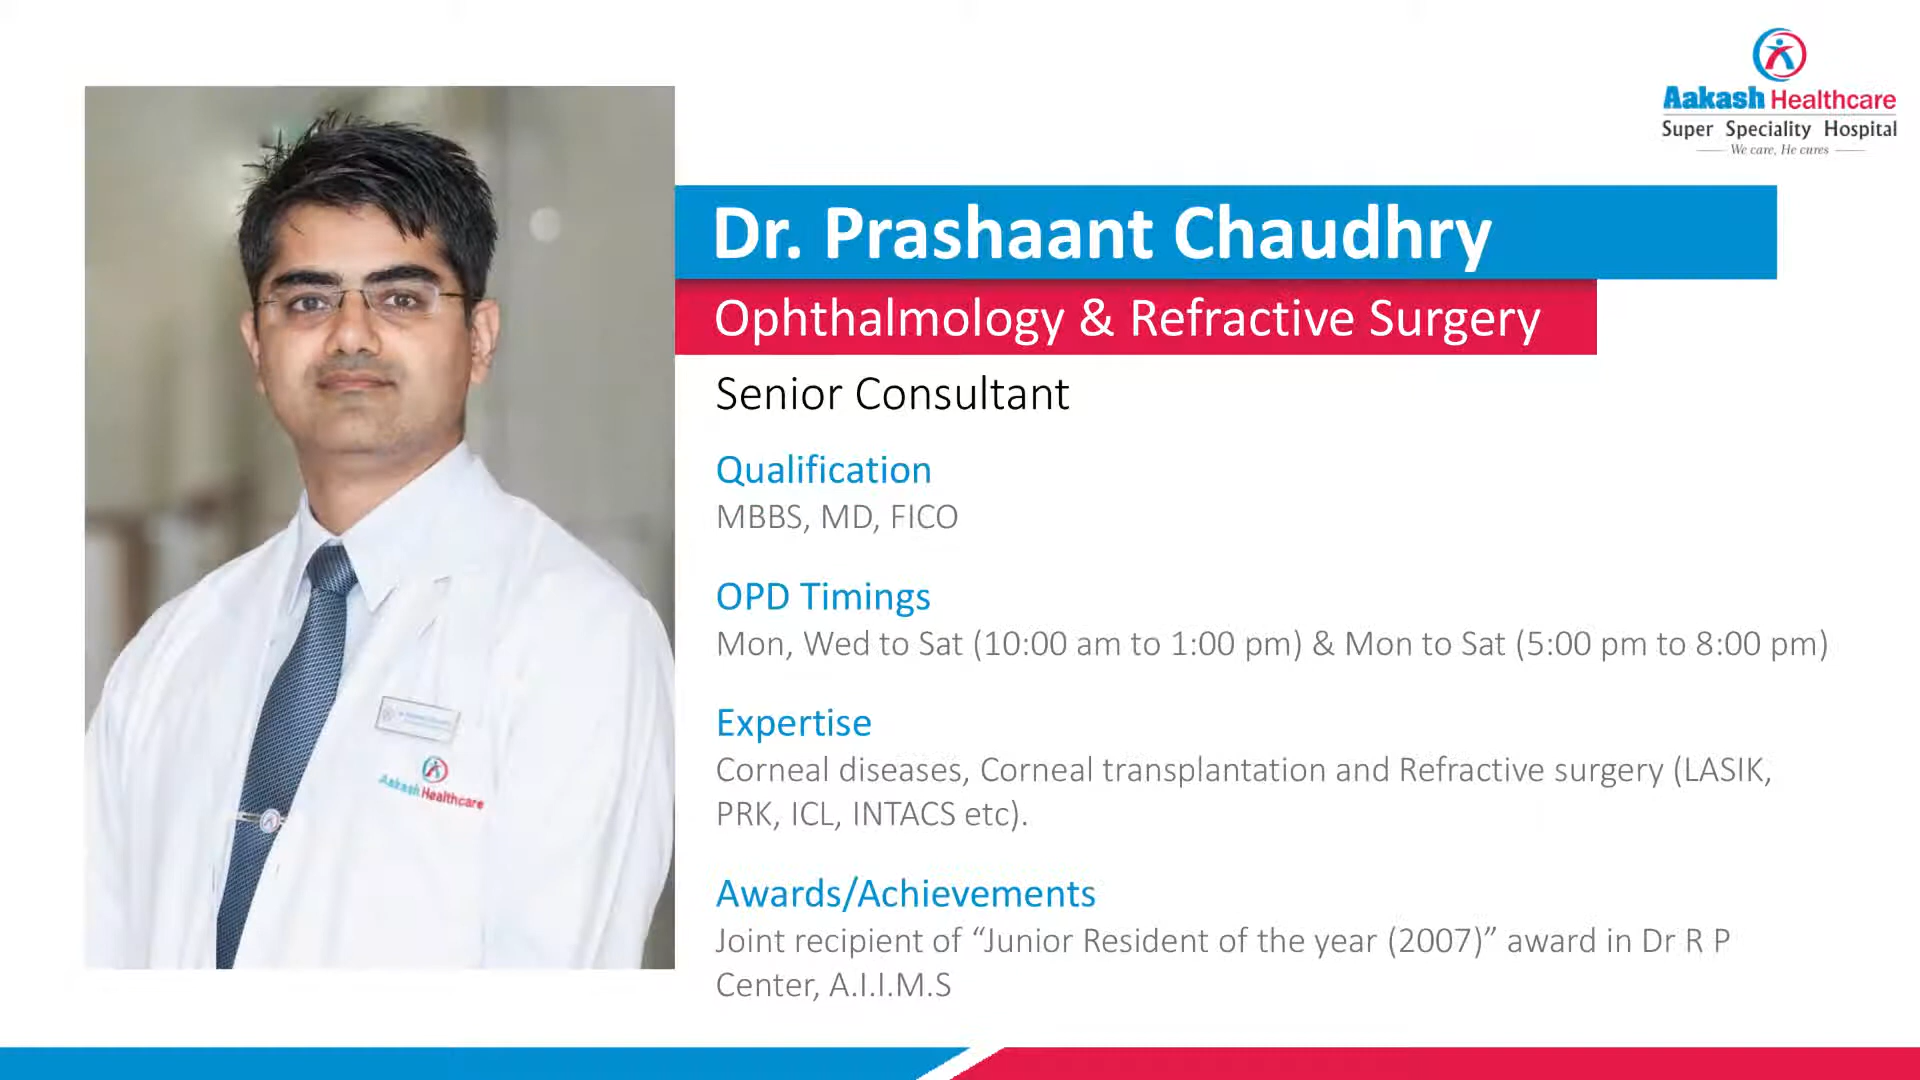 Aakash Healthcare
Super Speciality Hospital
We care, He cures
Dr. Prashaant Chaudhry
Ophthalmology & Refractive Surgery
Senior Consultant
Qualification
MBBS, MD, FICO
OPD Timings
Mon, Wed to Sat (10:00 am to 1:00 pm) & Mon to Sat (5:00 pm to 8:00 pm)
Expertise
Corneal diseases, Corneal transplantation and Refractive surgery (LASIK,
PRK, ICL, INTACS etc).
Awards/Achievements
Joint recipient of “Junior Resident of the year (2007)” award in Dr R P
Center, A.I.I.M.S
Aakash Healthcare